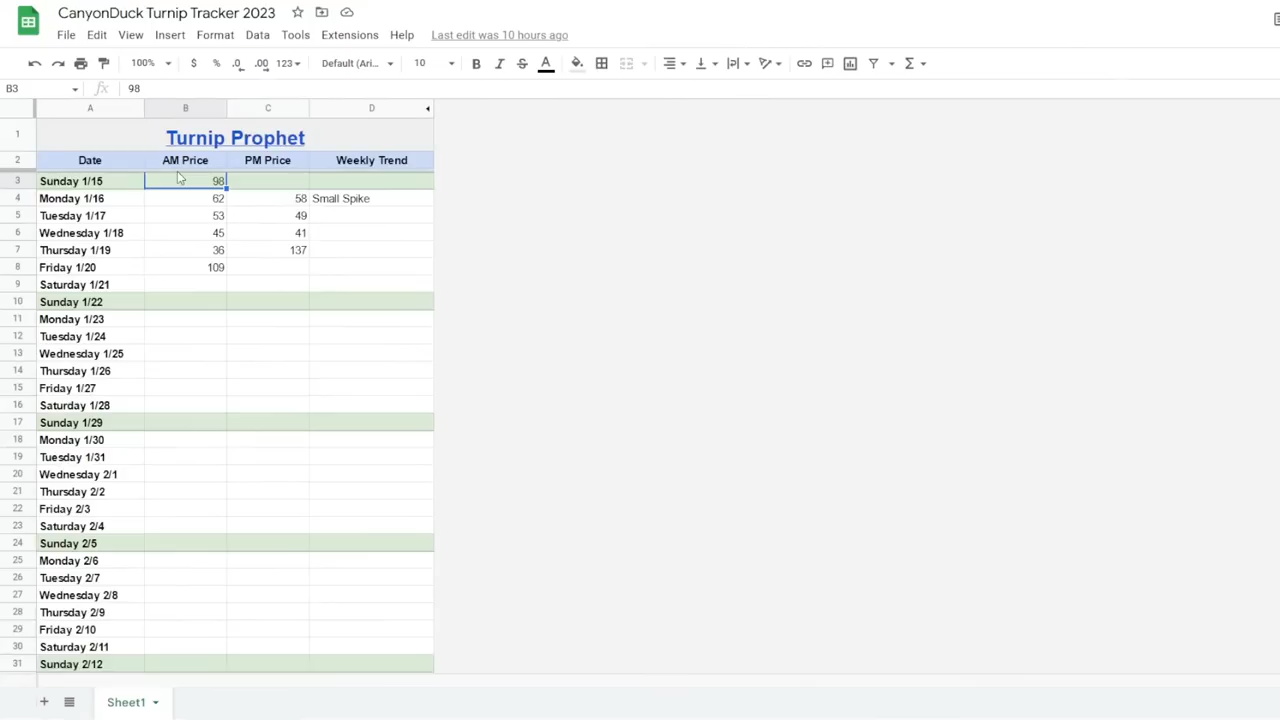 CanyonDuck Turnip Tracker 2023
File Edit View Insert Format Data Tools Extensions Help Last edit was 10 hours ago
100% $ % .0 .00 123 Default (Ari... 10 B I S A
B3 fx 98
A B C D
1 Turnip Prophet
2 Date AM Price PM Price Weekly Trend
3 Sunday 1/15 98
4 Monday 1/16 62 58 Small Spike
5 Tuesday 1/17 53 49
6 Wednesday 1/18 45 41
7 Thursday 1/19 36 137
8 Friday 1/20 109
9 Saturday 1/21
10 Sunday 1/22
11 Monday 1/23
12 Tuesday 1/24
13 Wednesday 1/25
14 Thursday 1/26
15 Friday 1/27
16 Saturday 1/28
17 Sunday 1/29
18 Monday 1/30
19 Tuesday 1/31
20 Wednesday 2/1
21 Thursday 2/2
22 Friday 2/3
23 Saturday 2/4
24 Sunday 2/5
25 Monday 2/6
26 Tuesday 2/7
27 Wednesday 2/8
28 Thursday 2/9
29 Friday 2/10
30 Saturday 2/11
31 Sunday 2/12
Sheet1